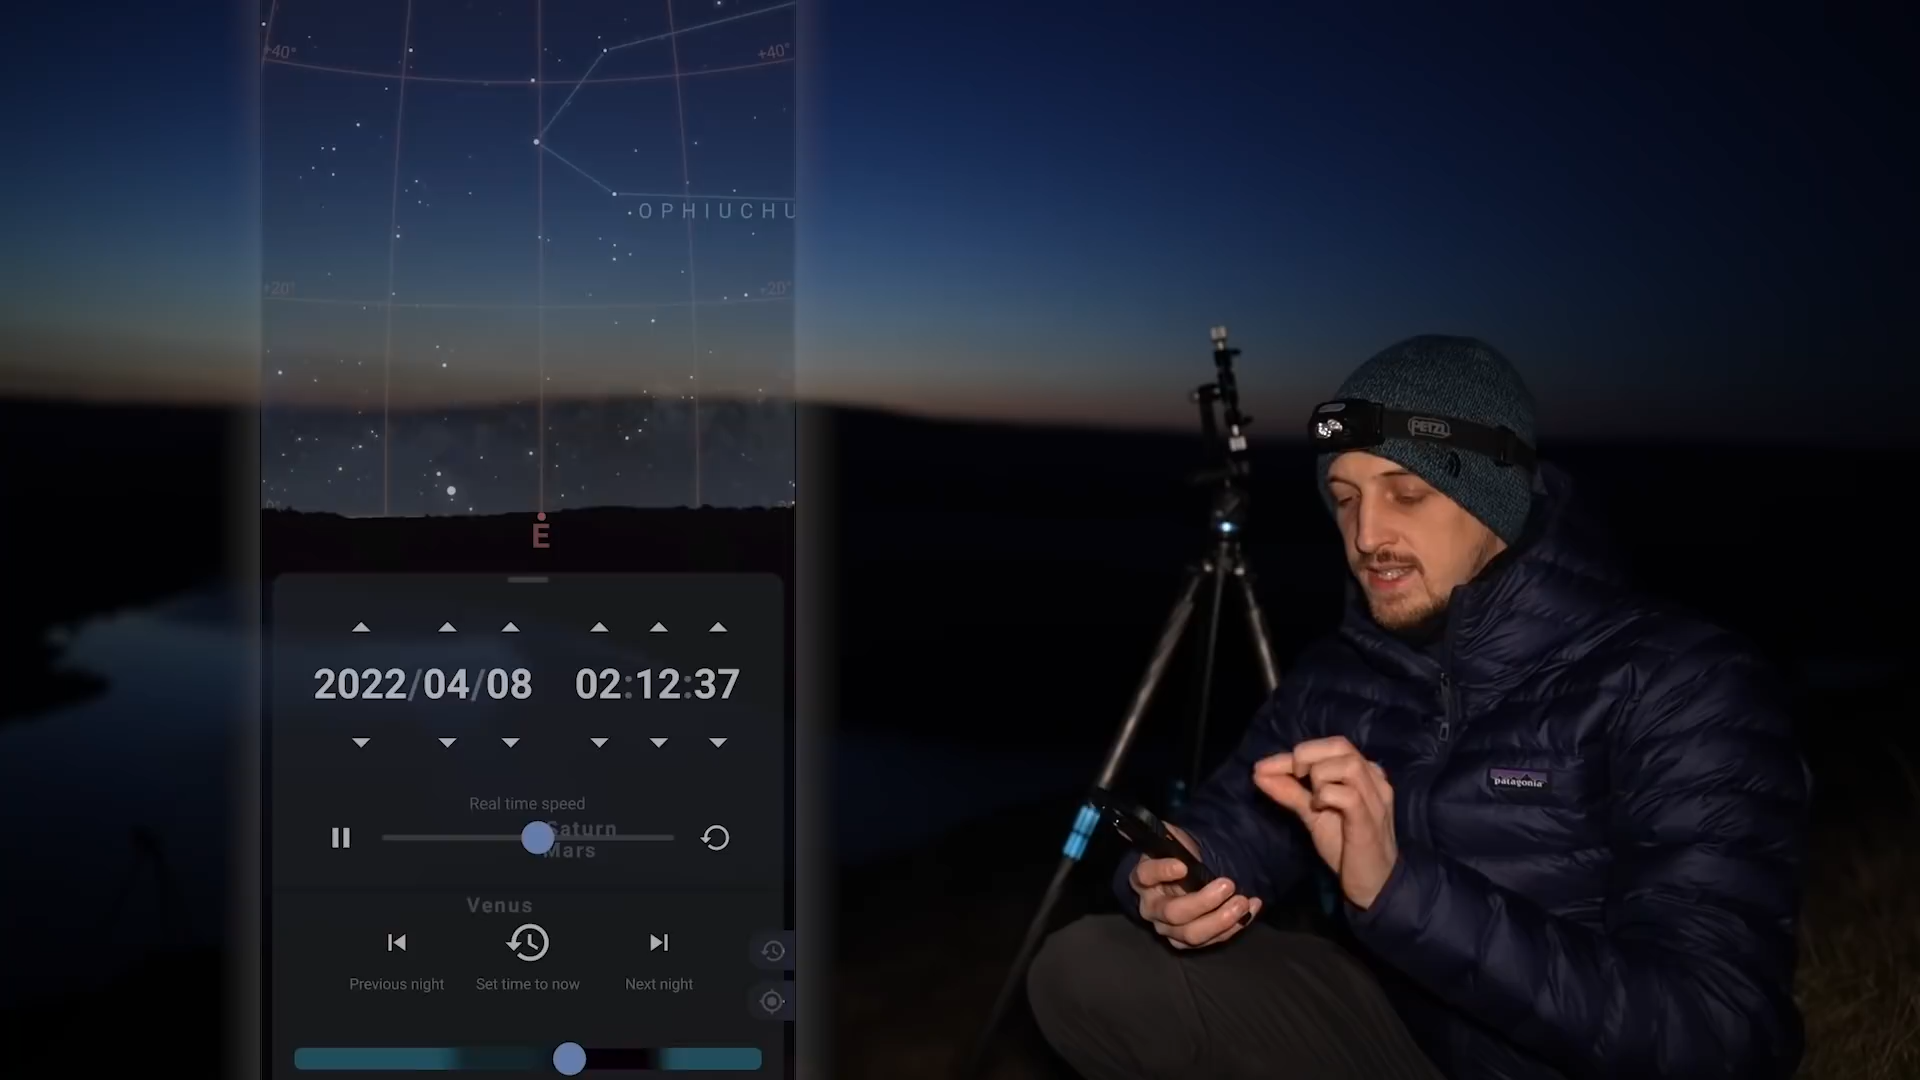 +40°
+40°
OPHIUCHU
+20°
+20°
E
2022/04/08 02:12:37
Real time speed
Saturn
Mars
Venus
Previous night
Set time to now
Next night
PETZL
patagonia